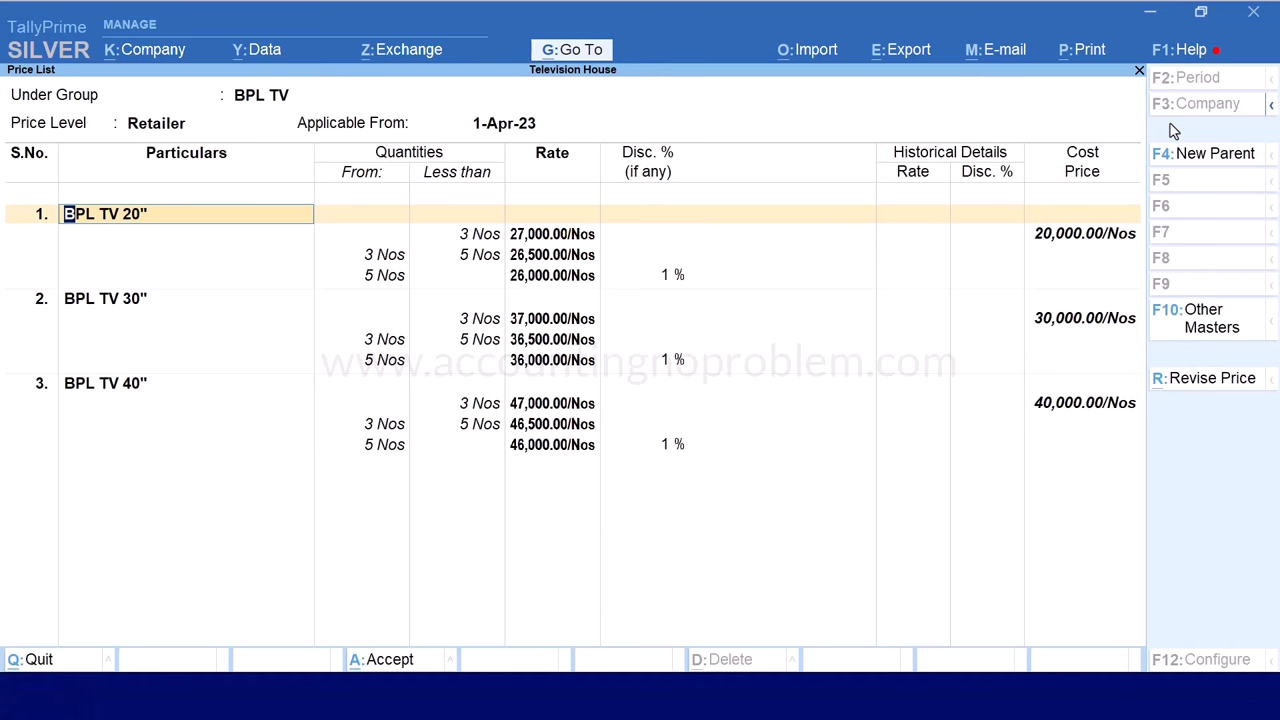 TallyPrime MANAGE
SILVER K:Company Y:Data Z:Exchange G:Go To O:Import E:Export M:E-mail P:Print F1:Help
Price List Television House
F2:Period
Under Group : BPL TV
F3:Company
Price Level : Retailer Applicable From: 1-Apr-23
S.No. Particulars Quantities Rate Disc. % Historical Details Cost
From: Less than (if any) Rate Disc. % Price
F4:New Parent
F5
F6
1. BPL TV 20"
3 Nos 27,000.00/Nos 20,000.00/Nos
F7
3 Nos 5 Nos 26,500.00/Nos
F8
5 Nos 26,000.00/Nos 1 %
F9
2. BPL TV 30"
3 Nos 37,000.00/Nos 30,000.00/Nos
F10:Other
Masters
3 Nos 5 Nos 36,500.00/Nos
5 Nos 36,000.00/Nos 1 %
www.accountingnoproblem.com
R:Revise Price
3. BPL TV 40"
3 Nos 47,000.00/Nos 40,000.00/Nos
3 Nos 5 Nos 46,500.00/Nos
5 Nos 46,000.00/Nos 1 %
Q:Quit A:Accept D:Delete F12:Configure